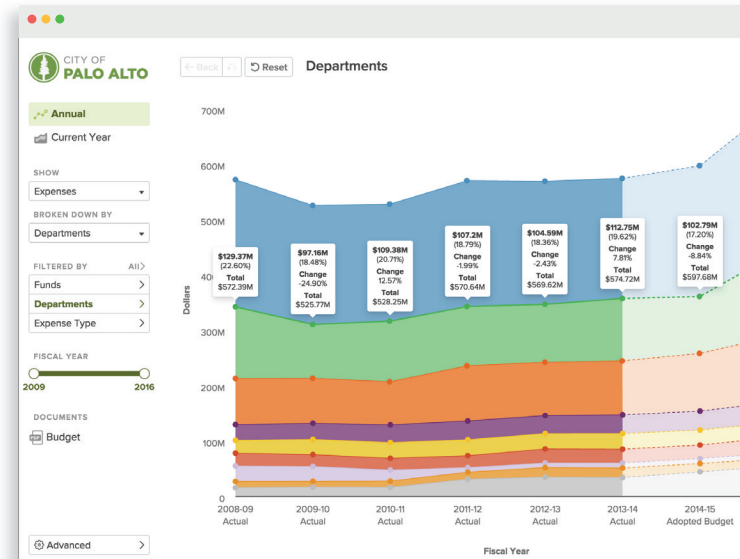 CITY OF
PALO ALTO
← Back
Reset
Departments
Annual
Current Year
SHOW
Expenses
BROKEN DOWN BY
Departments
FILTERED BY All>
Funds
Departments
Expense Type
FISCAL YEAR
2009 2016
DOCUMENTS
Budget
Advanced
700M
600M
500M
400M
300M
200M
100M
0
Dollars
$129.37M
(22.60%)
Total
$572.39M
$97.16M
(18.48%)
Change
-24.90%
Total
$525.77M
$109.38M
(20.71%)
Change
12.57%
Total
$528.25M
$107.2M
(18.79%)
Change
-1.99%
Total
$570.64M
$104.59M
(18.36%)
Change
-2.43%
Total
$569.62M
$112.75M
(19.62%)
Change
7.81%
Total
$574.72M
$102.79M
(17.20%)
Change
-8.84%
Total
$597.68M
2008-09
Actual
2009-10
Actual
2010-11
Actual
2011-12
Actual
2012-13
Actual
2013-14
Actual
2014-15
Adopted Budget
Fiscal Year